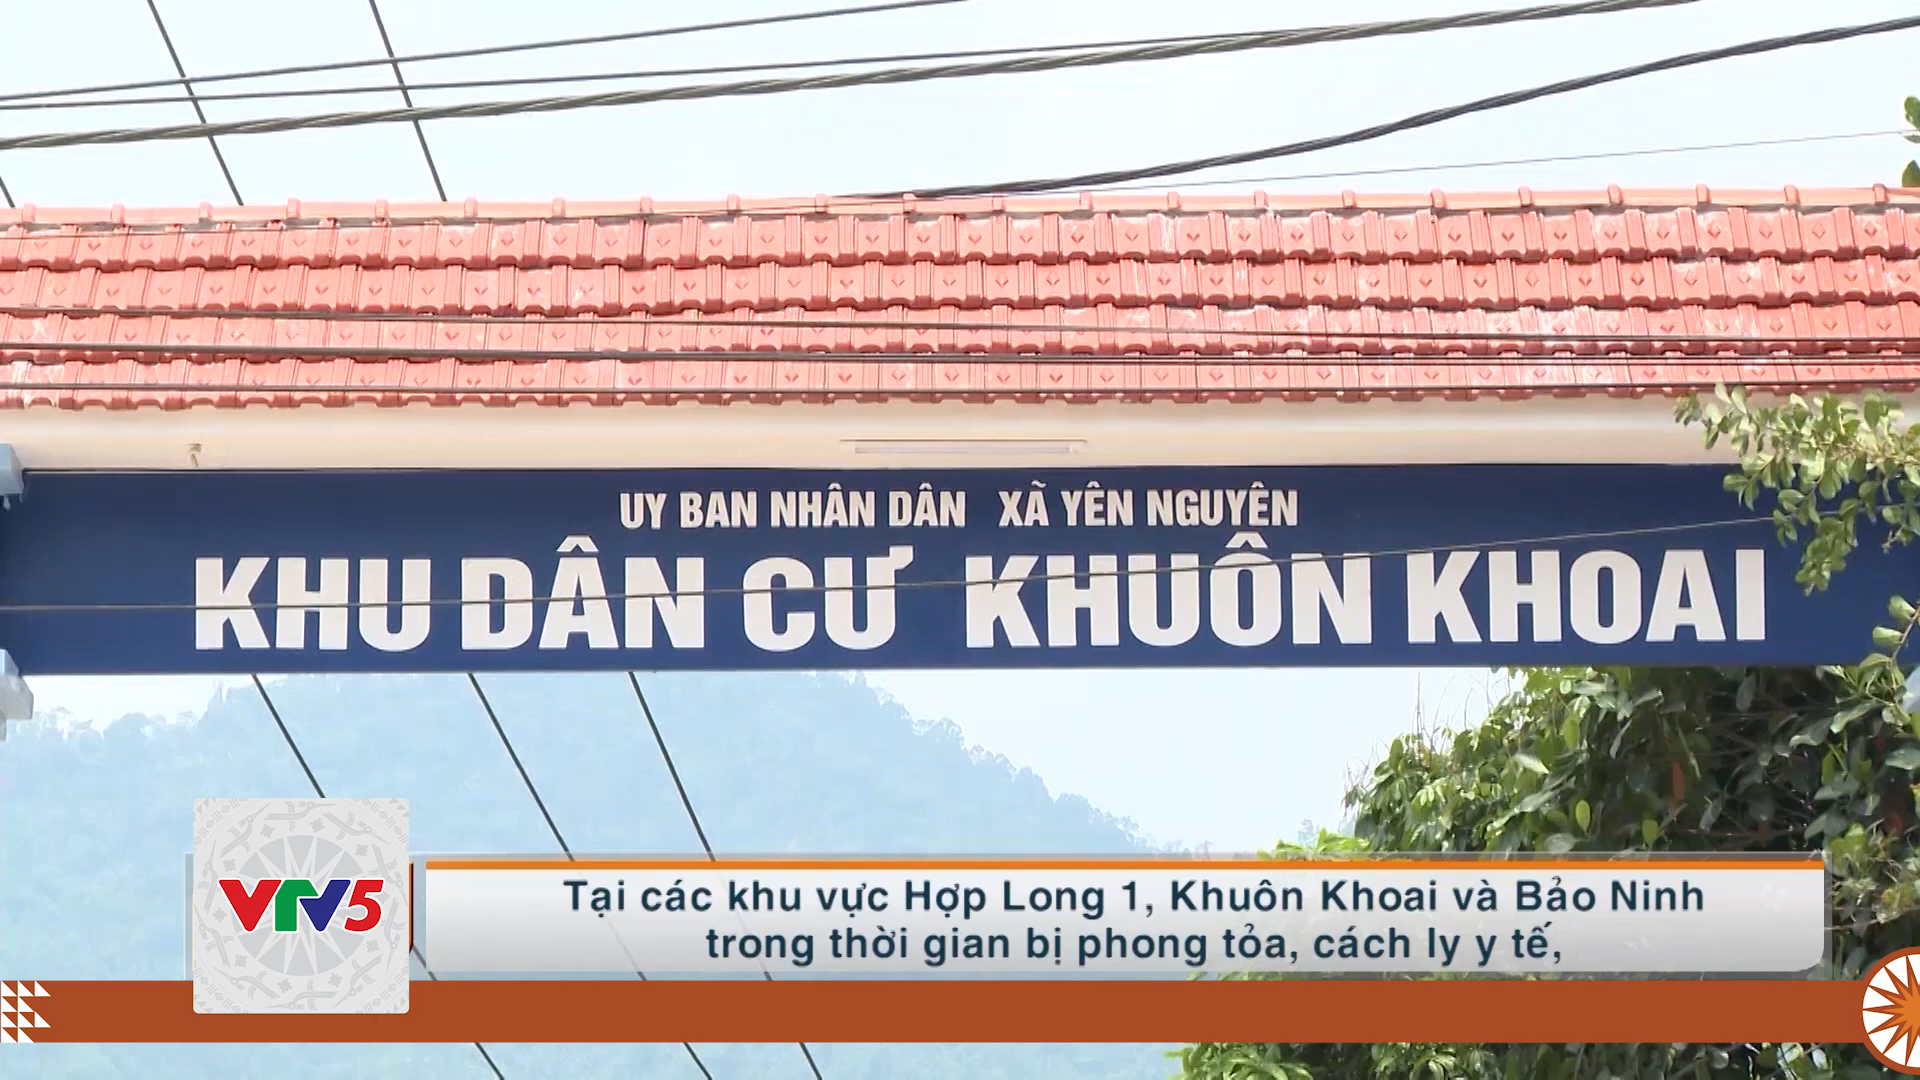 UY BAN NHÂN DÂN XÃ YÊN NGUYÊN
KHU DÂN CƯ KHUÔN KHOAI
VTV5
Tại các khu vực Hợp Long 1, Khuôn Khoai và Bảo Ninh
trong thời gian bị phong tỏa, cách ly y tế,